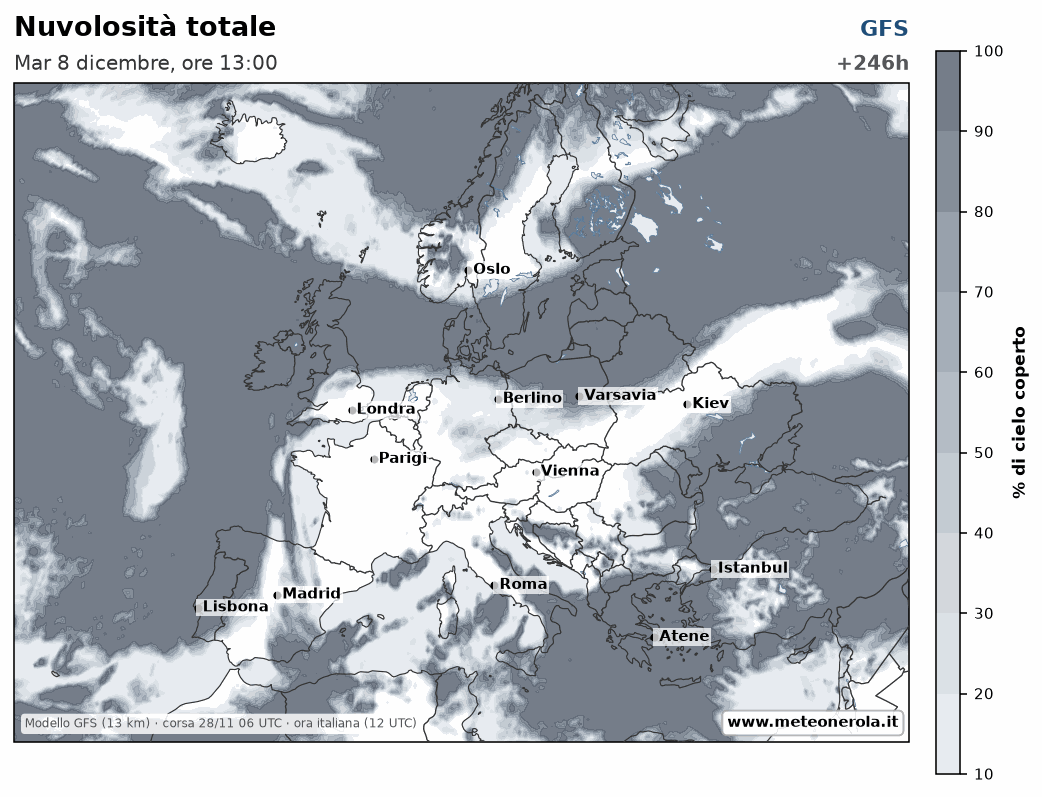 Nuvolosità totale
GFS
Mar 8 dicembre, ore 13:00
+246h
100
90
80
70
60
50
40
30
20
10
% di cielo coperto
Oslo
Berlino
Varsavia
Kiev
Londra
Parigi
Vienna
Istanbul
Roma
Madrid
Lisbona
Atene
Modello GFS (13 km) · corsa 28/11 06 UTC · ora italiana (12 UTC)
www.meteonerola.it